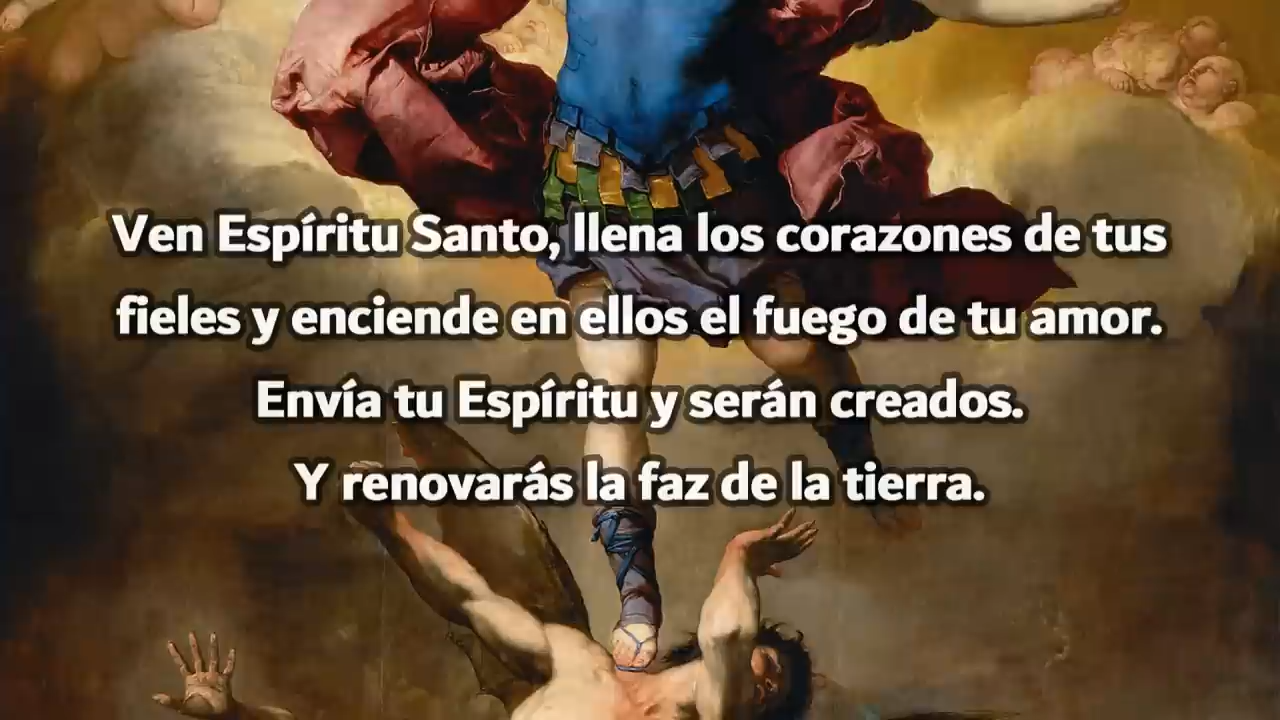 Ven Espíritu Santo, llena los corazones de tus
fieles y enciende en ellos el fuego de tu amor.
Envía tu Espíritu y serán creados.
Y renovarás la faz de la tierra.